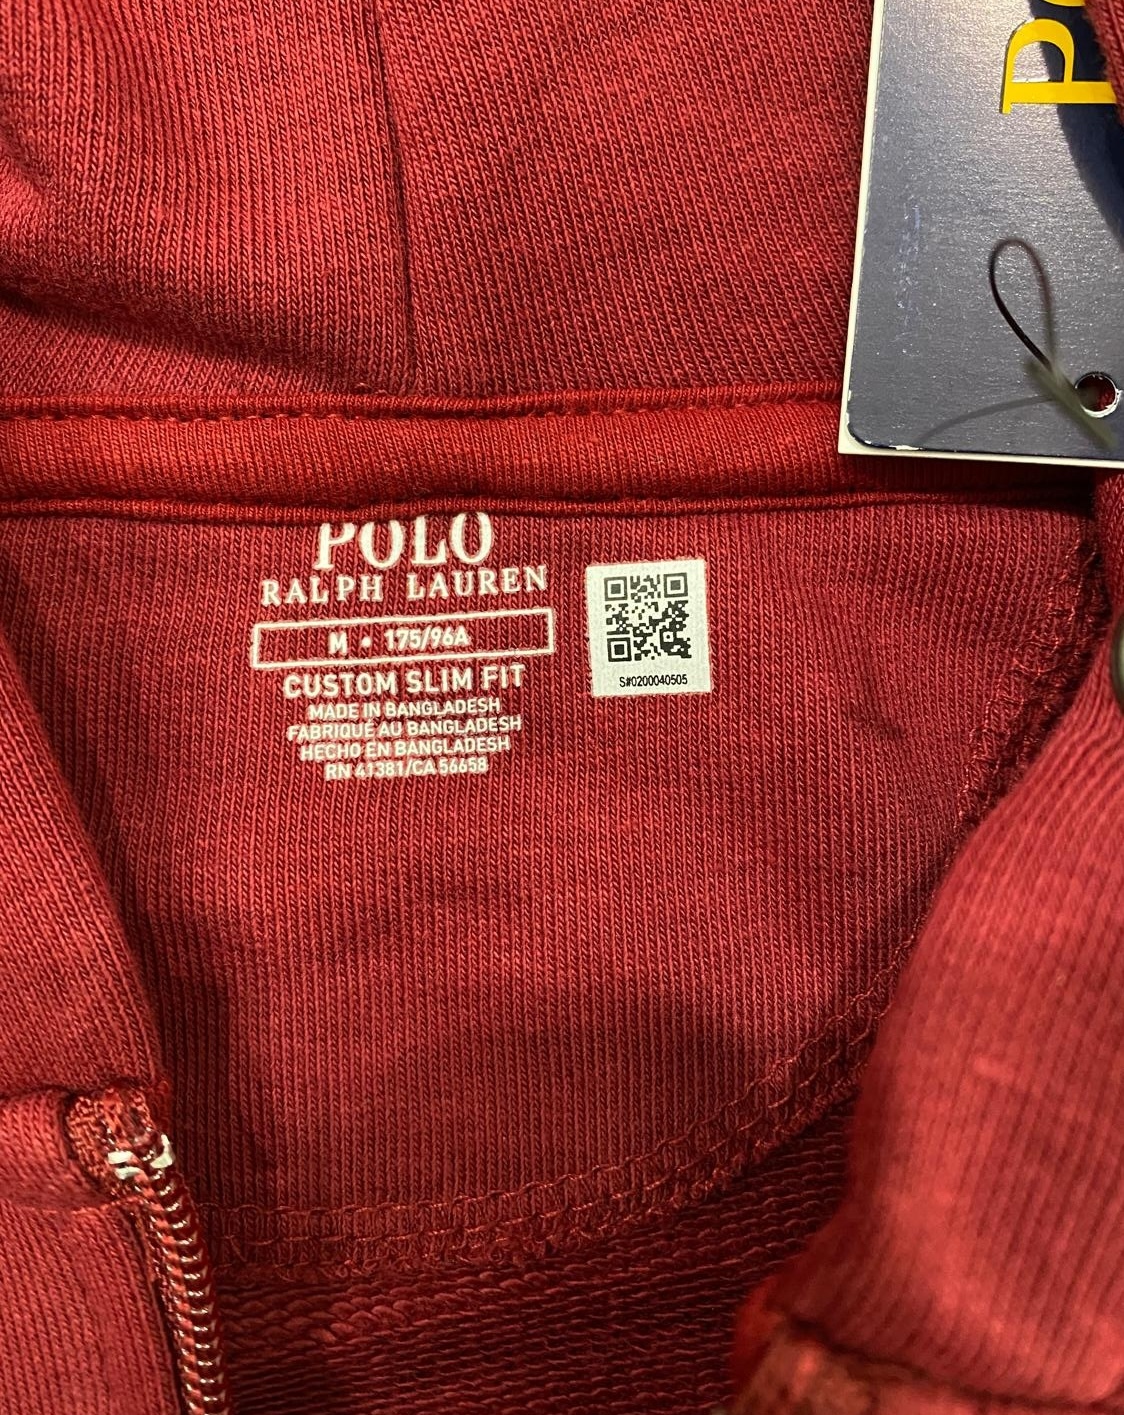 POLO
RALPH LAUREN
M • 175/96A
CUSTOM SLIM FIT
MADE IN BANGLADESH
FABRIQUÉ AU BANGLADESH
HECHO EN BANGLADESH
RN 41381/CA 56658
S#0200040505